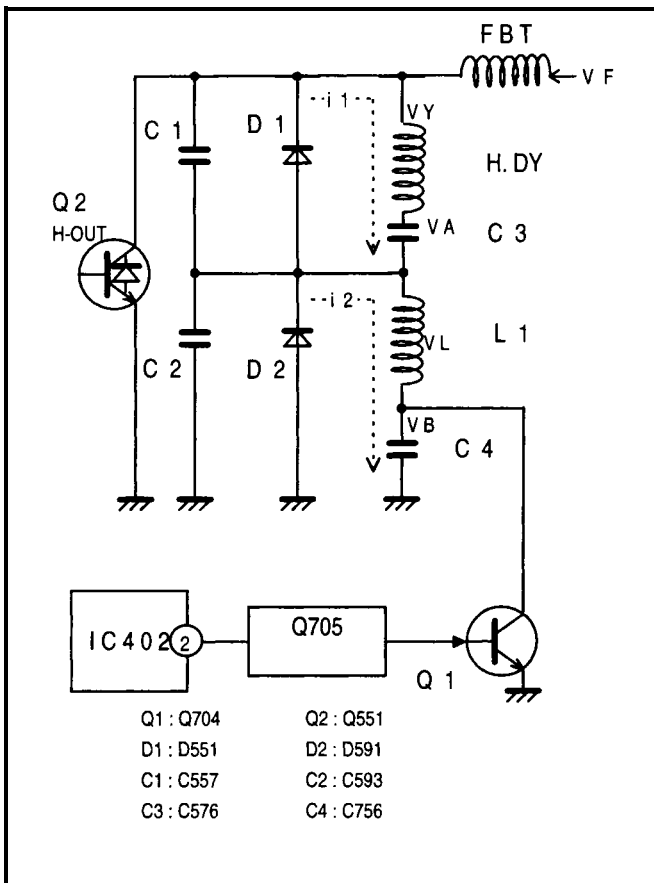 FBT
VF
C 1
D 1
i 1
VY
H.DY
VA
C 3
Q2
H-OUT
C 2
D 2
i 2
VL
L 1
VB
C 4
IC402
2
Q705
Q 1
Q1 : Q704
Q2 : Q551
D1 : D551
D2 : D591
C1 : C557
C2 : C593
C3 : C576
C4 : C756